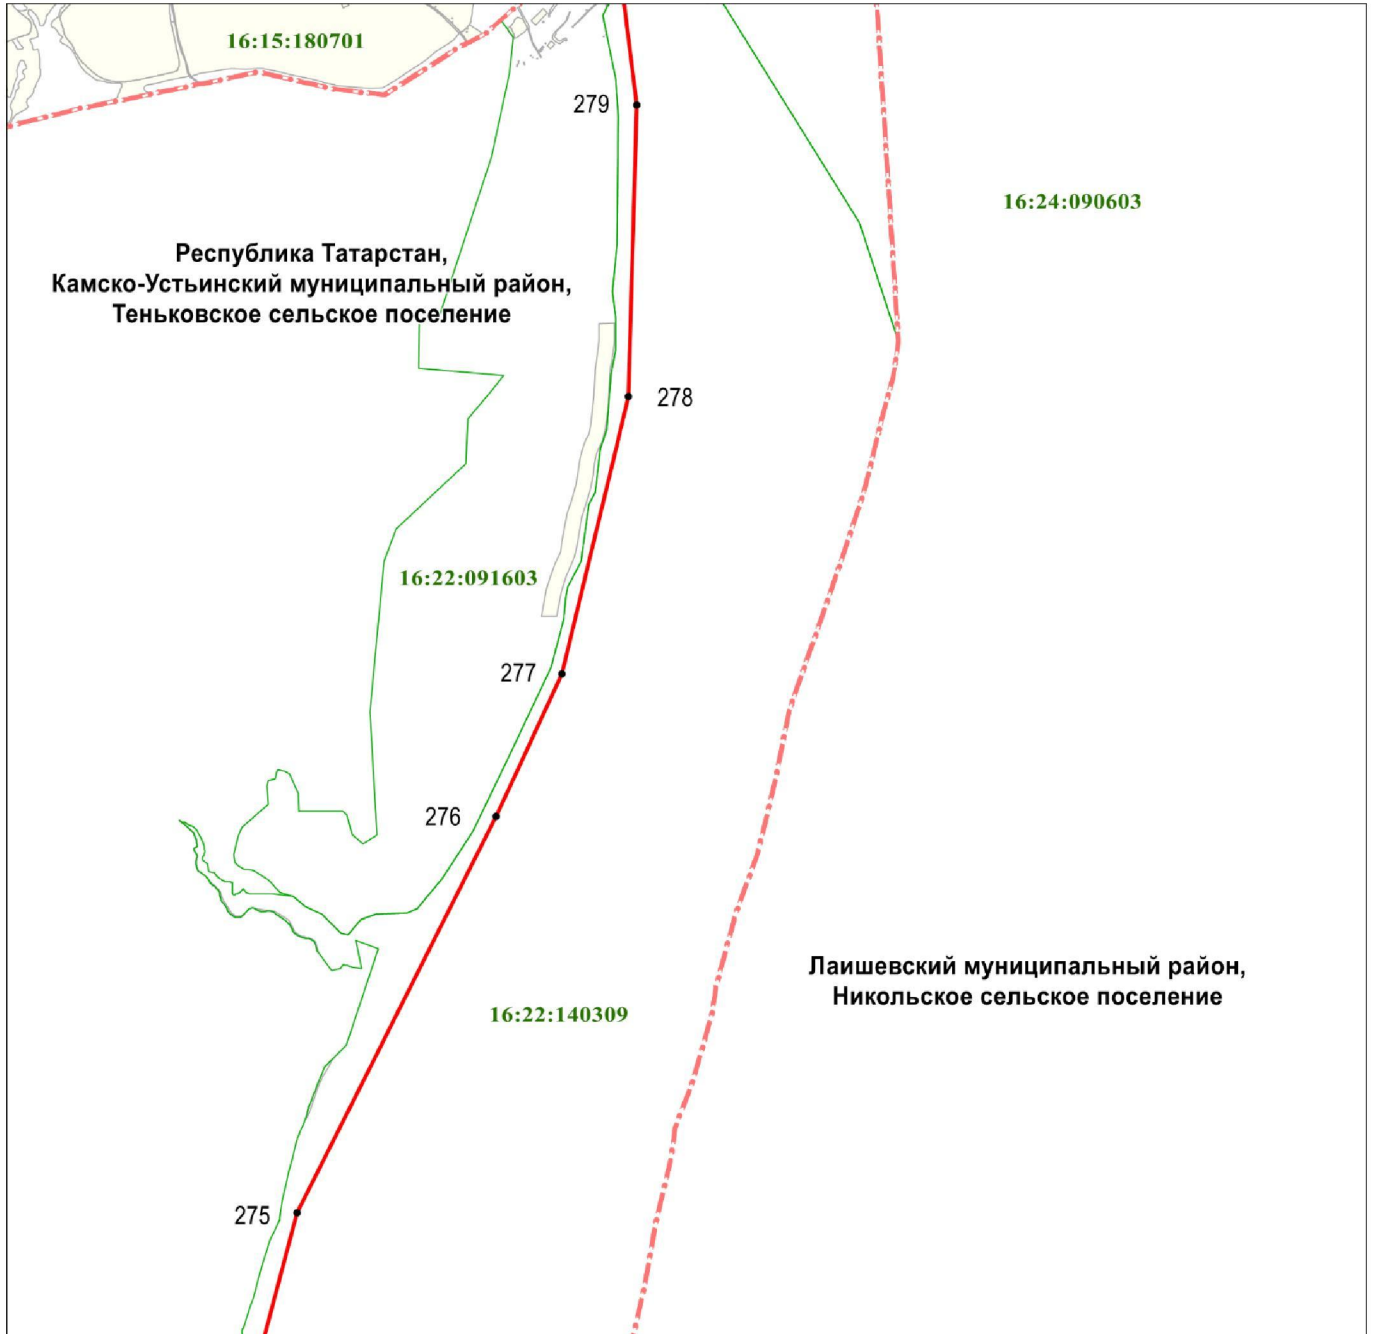 16:15:180701
279
16:24:090603
Республика Татарстан,
Камско-Устьинский муниципальный район,
Теньковское сельское поселение
278
16:22:091603
277
276
Лаишевский муниципальный район,
Никольское сельское поселение
16:22:140309
275